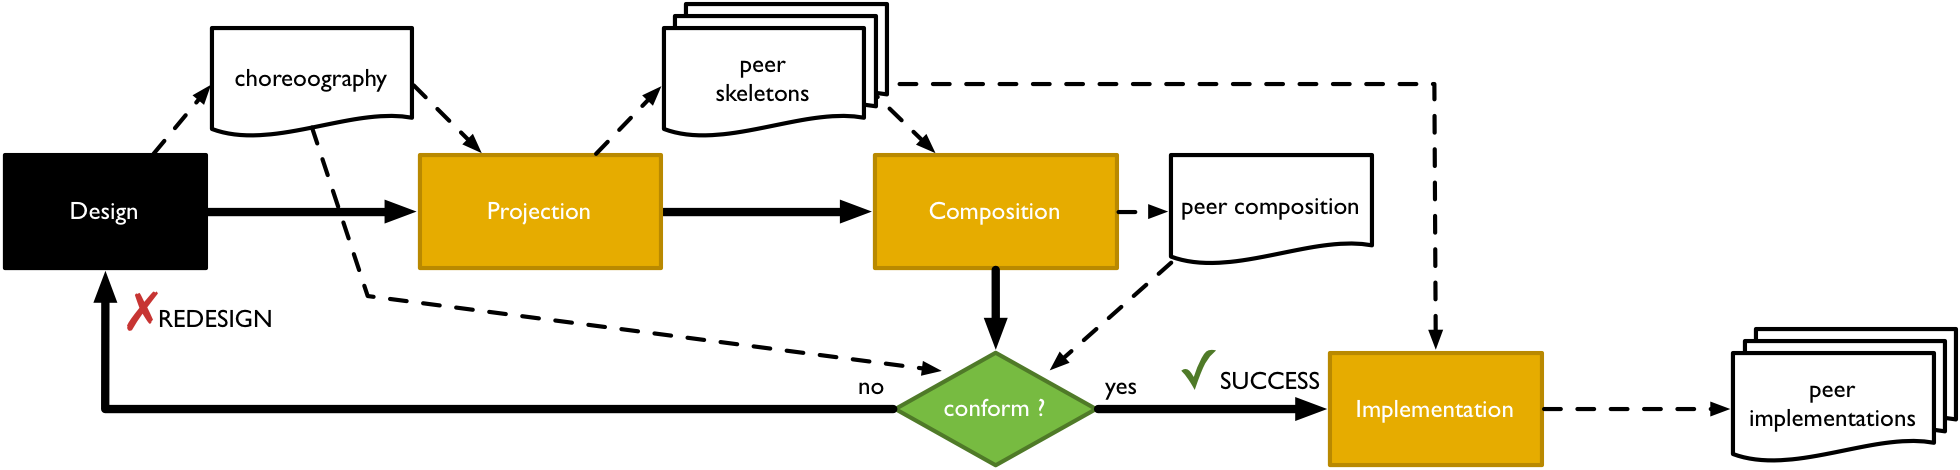 choreoography
peer
skeletons
Design
Projection
Composition
peer composition
✗REDESIGN
no
conform ?
yes
✓SUCCESS
Implementation
peer
implementations